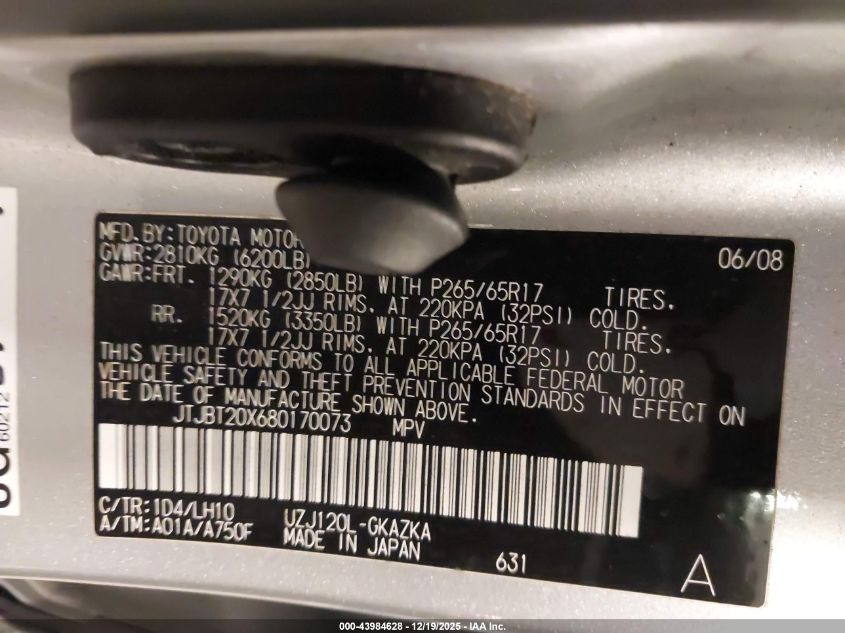 MFD. BY: TOYOTA MOTOR
06/08
GVWR: 2810KG (6200LB)
GAWR: FRT. 1290KG (2850LB) WITH P265/65R17 TIRES.
17X7 1/2JJ RIMS. AT 220KPA (32PSI) COLD.
RR. 1520KG (3350LB) WITH P265/65R17 TIRES.
17X7 1/2JJ RIMS. AT 220KPA (32PSI) COLD.
THIS VEHICLE CONFORMS TO ALL APPLICABLE FEDERAL MOTOR
VEHICLE SAFETY AND THEFT PREVENTION STANDARDS IN EFFECT ON
THE DATE OF MANUFACTURE SHOWN ABOVE.
JTJBT20X680170073 MPV
C/TR: 1D4/LH10 UZJ120L-GKAZKA
A/TM: A01A/A750F MADE IN JAPAN
631
A
60212
000-43984628 - 12/19/2025 - IAA Inc.